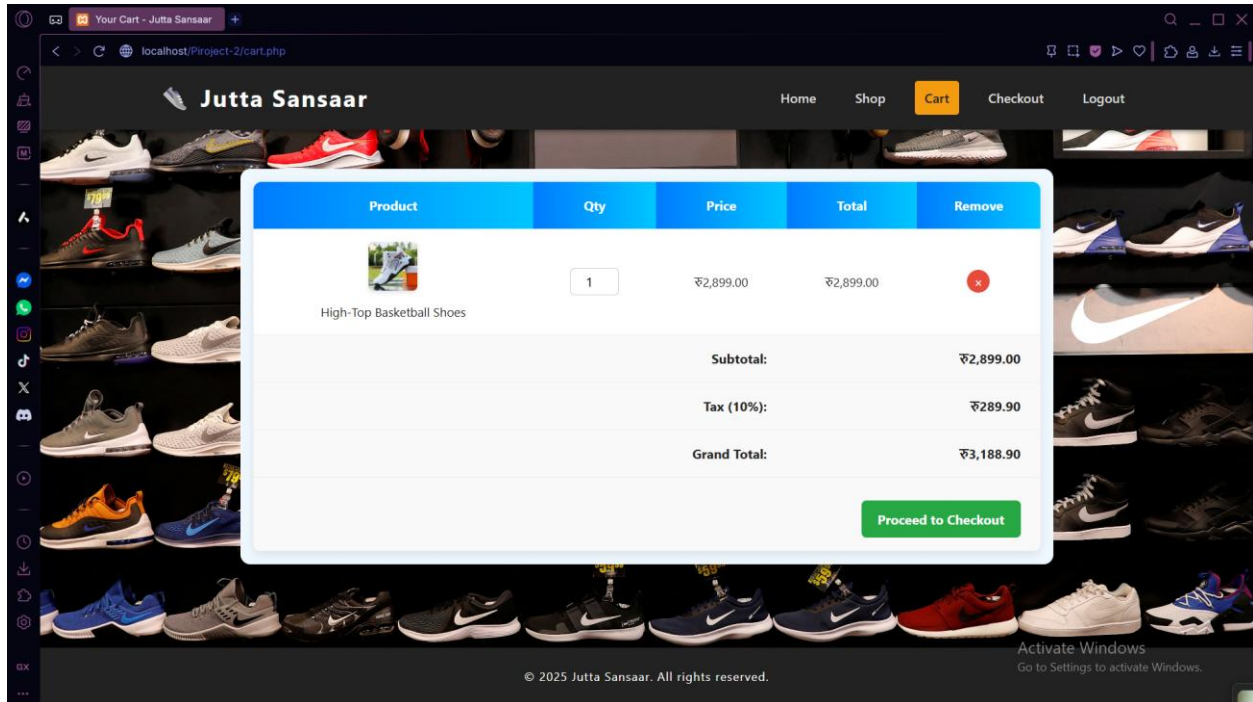 Your Cart - Jutta Sansaar
localhost/Piroject-2/cart.php
Jutta Sansaar
Home Shop Cart Checkout Logout
Product Qty Price Total Remove
1 रु2,899.00 रु2,899.00 x
High-Top Basketball Shoes
Subtotal: रु2,899.00
Tax (10%): रु289.90
Grand Total: रु3,188.90
Proceed to Checkout
© 2025 Jutta Sansaar. All rights reserved.
Activate Windows
Go to Settings to activate Windows.
GX